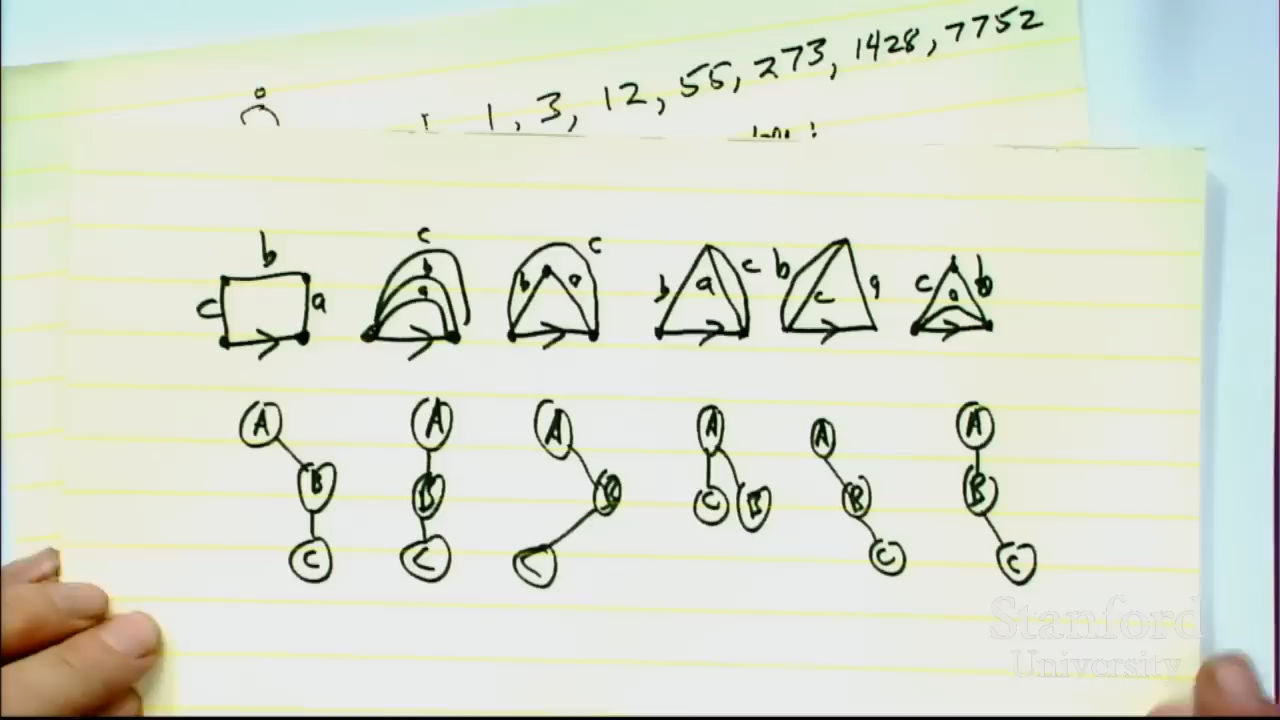 1, 3, 12, 55, 273, 1428, 7752
b c c b a
c a b a b a c b c a c a b
A A A A A A
B B B C B B B
C C C C C
Stanford
University